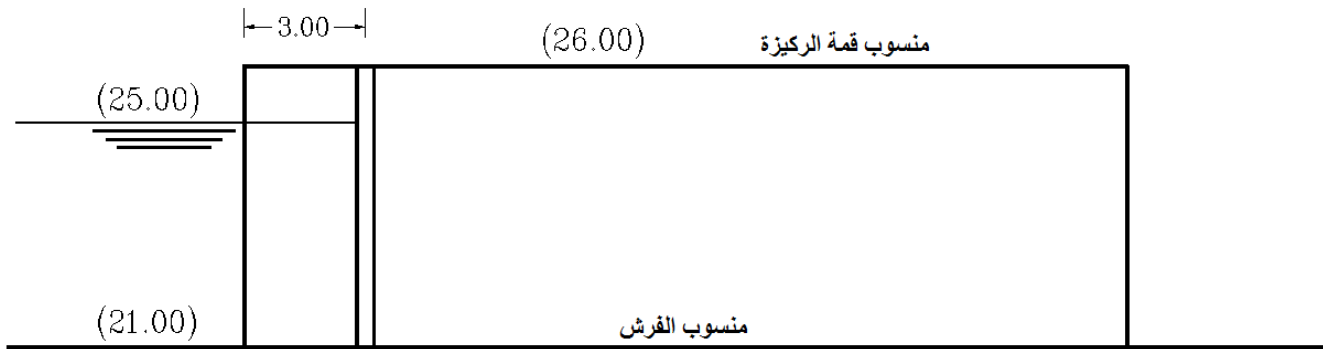 3.00
(26.00) منسوب قمة الركيزة
(25.00)
(21.00) منسوب الفرش